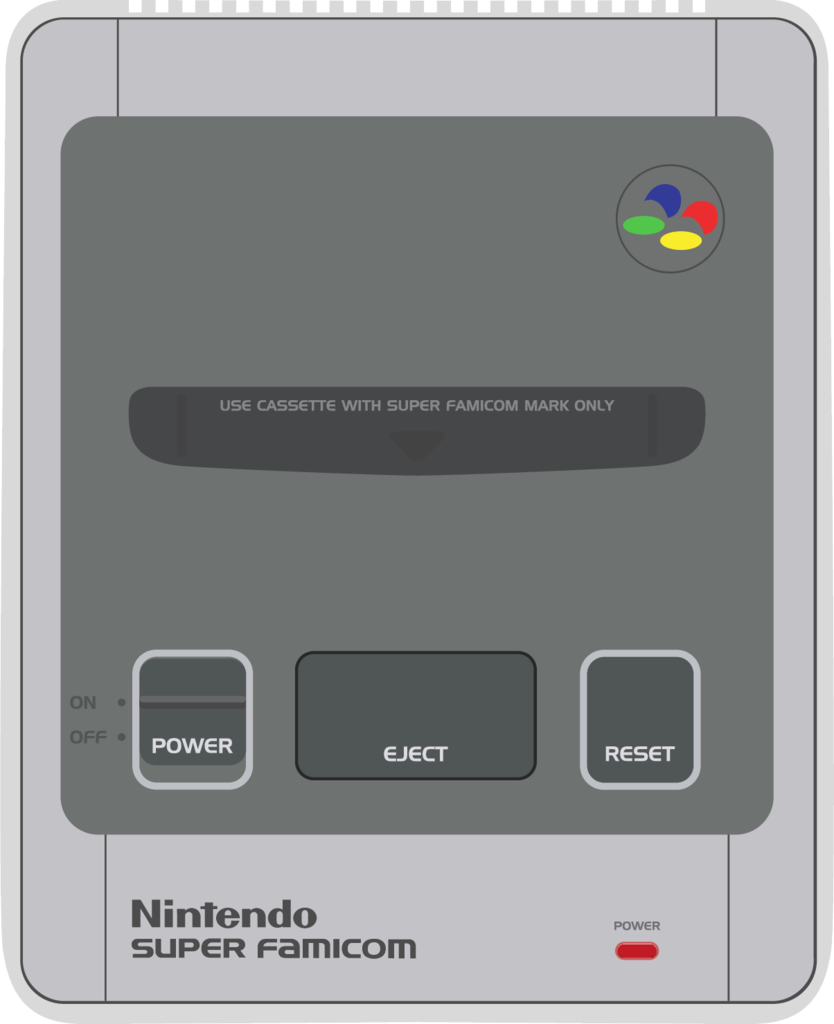 USE CASSETTE WITH SUPER FAMICOM MARK ONLY
ON
OFF
POWER
EJECT
RESET
Nintendo
SUPER FAMICOM
POWER